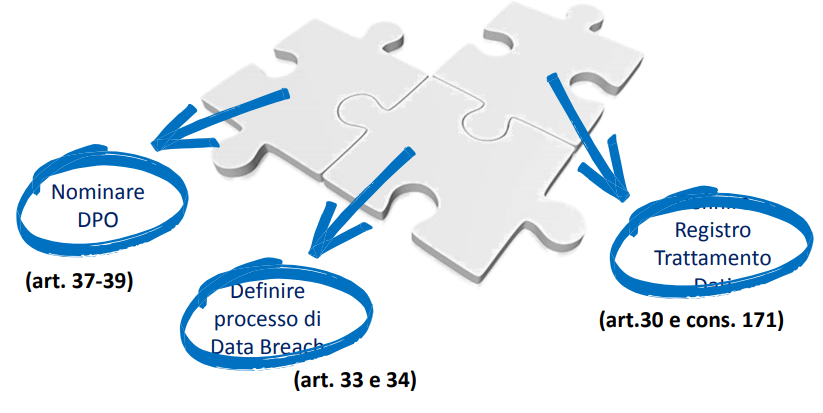 Nominare
DPO
(art. 37-39)
Definire
processo di
Data Breach
(art. 33 e 34)
Registro
Trattamento
Dati
(art.30 e cons. 171)